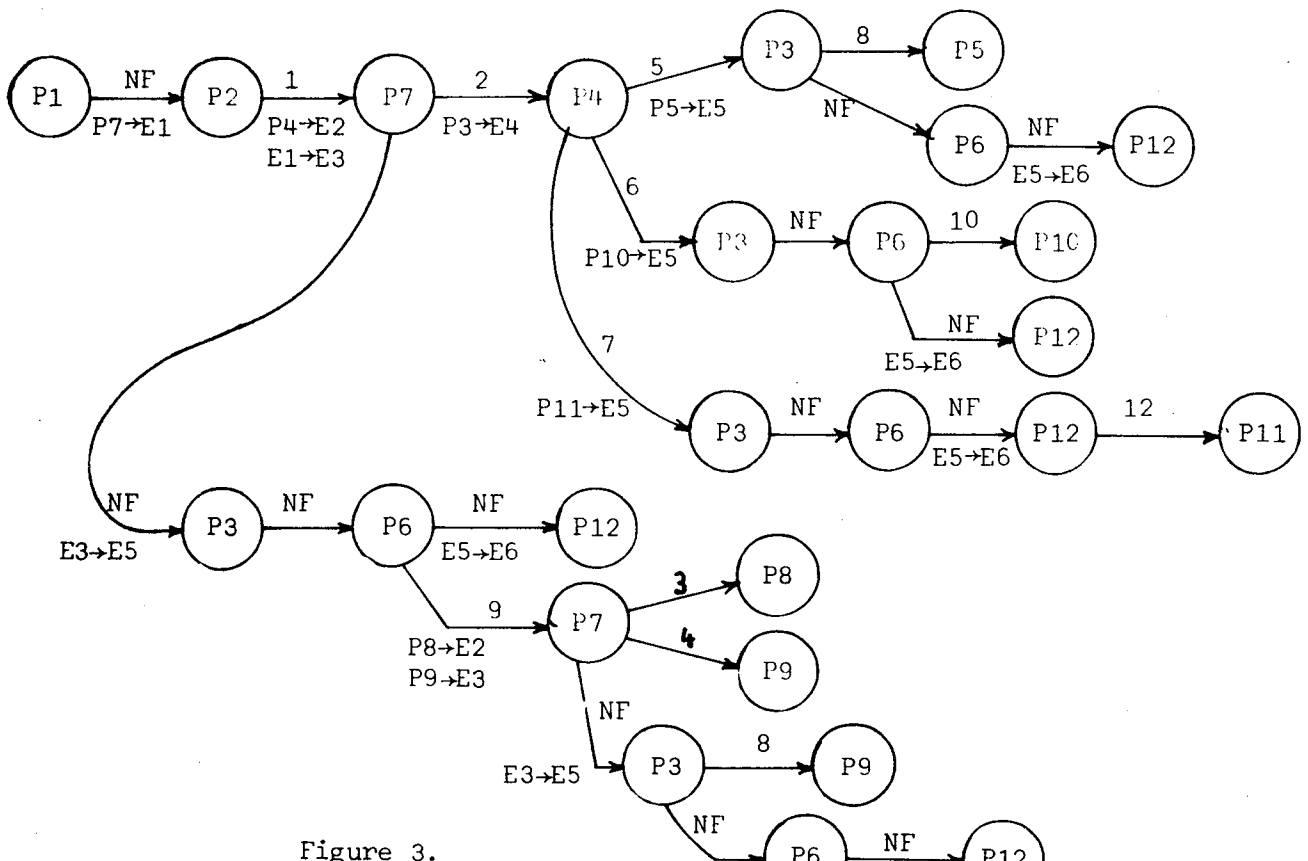 8
P3
P5
NF
1
2
5
P1
P2
P7
P4
P7→E1
P4→E2
P3→E4
P5→E5
E1→E3
NF
NF
P6
P12
E5→E6
6
NF
10
P3
P6
P10
P10→E5
NF
P12
E5→E6
7
P11→E5
NF
NF
12
P3
P6
P12
P11
E5→E6
NF
NF
NF
P3
P6
P12
E3→E5
E5→E6
3
P8
9
P7
P8→E2
4
P9
P9→E3
NF
8
P3
P9
E3→E5
NF
NF
P6
P12
Figure 3.